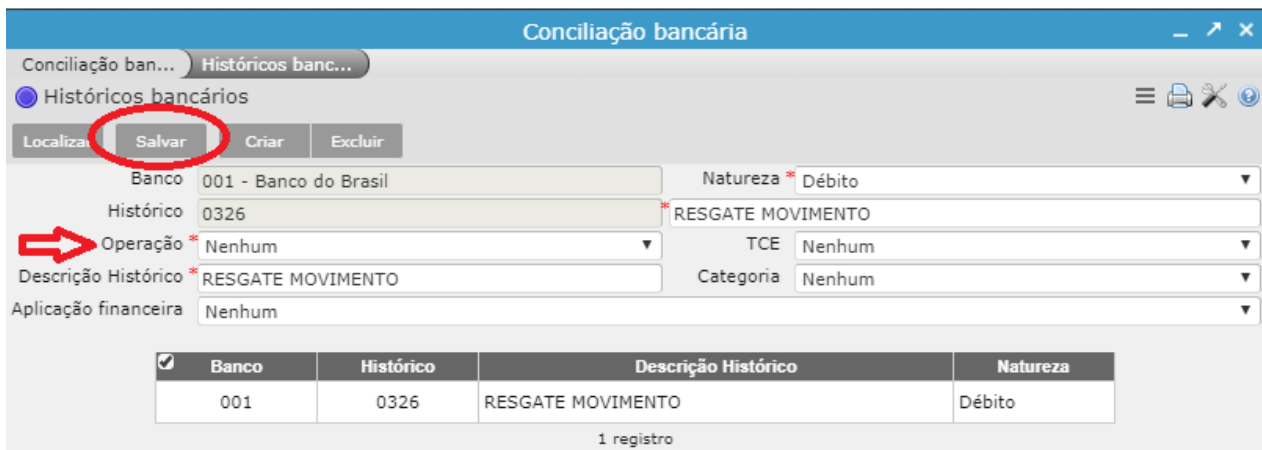 Conciliação bancária
Conciliação ban... Históricos banc...
Históricos bancários
Localizar Salvar Criar Excluir
Banco 001 - Banco do Brasil Natureza * Débito
Histórico 0326 * RESGATE MOVIMENTO
Operação * Nenhum TCE Nenhum
Descrição Histórico * RESGATE MOVIMENTO Categoria Nenhum
Aplicação financeira Nenhum
Banco Histórico Descrição Histórico Natureza
001 0326 RESGATE MOVIMENTO Débito
1 registro